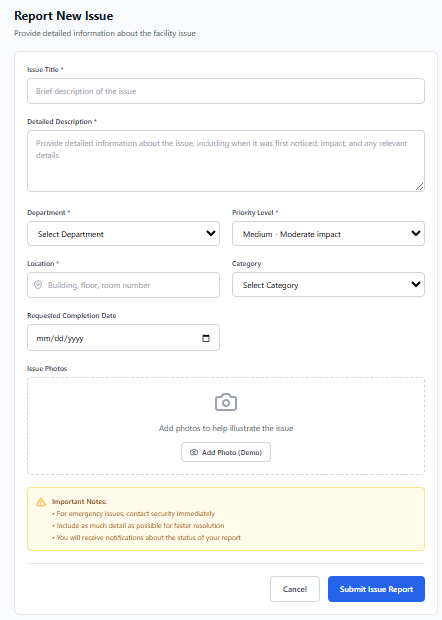 Report New Issue
Provide detailed information about the facility issue
Issue Title *
Brief description of the issue
Detailed Description *
Provide detailed information about the issue, including when it was first noticed, impact, and any relevant
details
Department *
Priority Level *
Select Department
Medium - Moderate impact
Location *
Category
Building, floor, room number
Select Category
Requested Completion Date
mm/dd/yyyy
Issue Photos
Add photos to help illustrate the issue
Add Photo (Demo)
Important Notes:
• For emergency issues, contact security immediately
• Include as much detail as possible for faster resolution
• You will receive notifications about the status of your report
Cancel
Submit Issue Report